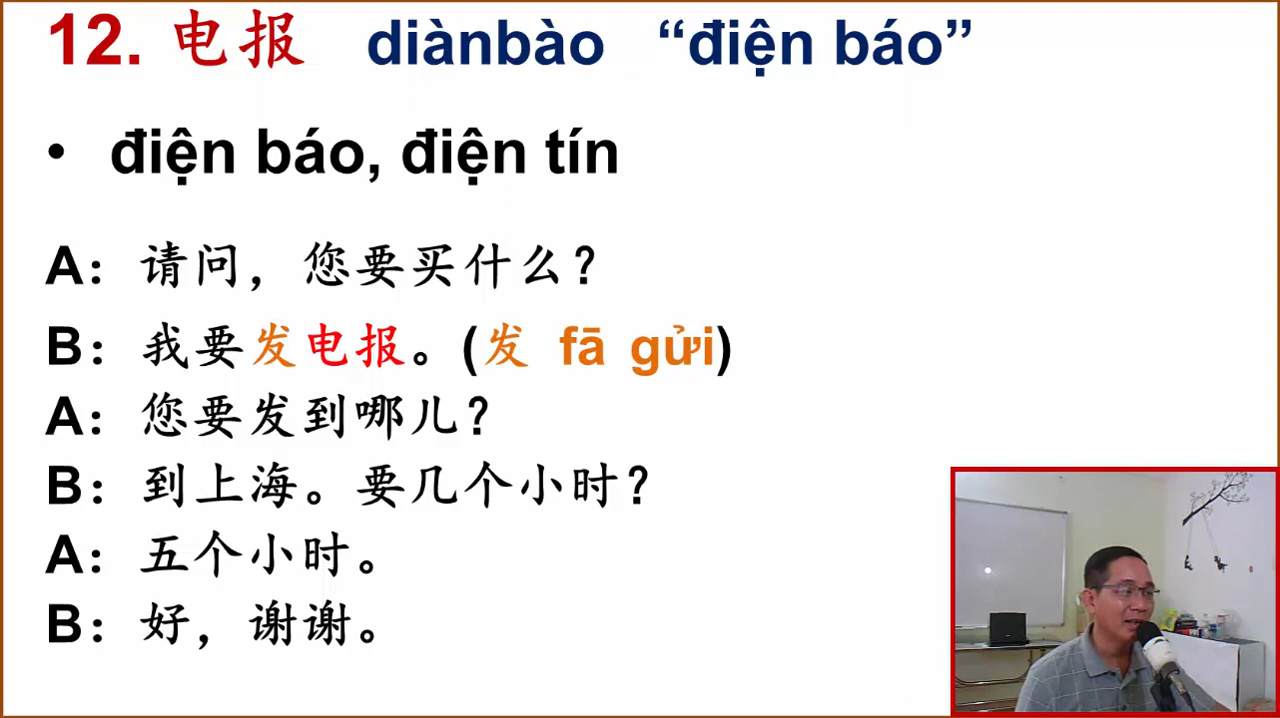 12. 电报 diànbào “điện báo”
• điện báo, điện tín
A：请问，您要买什么？
B：我要发电报。(发 fā gửi)
A：您要发到哪儿？
B：到上海。要几个小时？
A：五个小时。
B：好，谢谢。